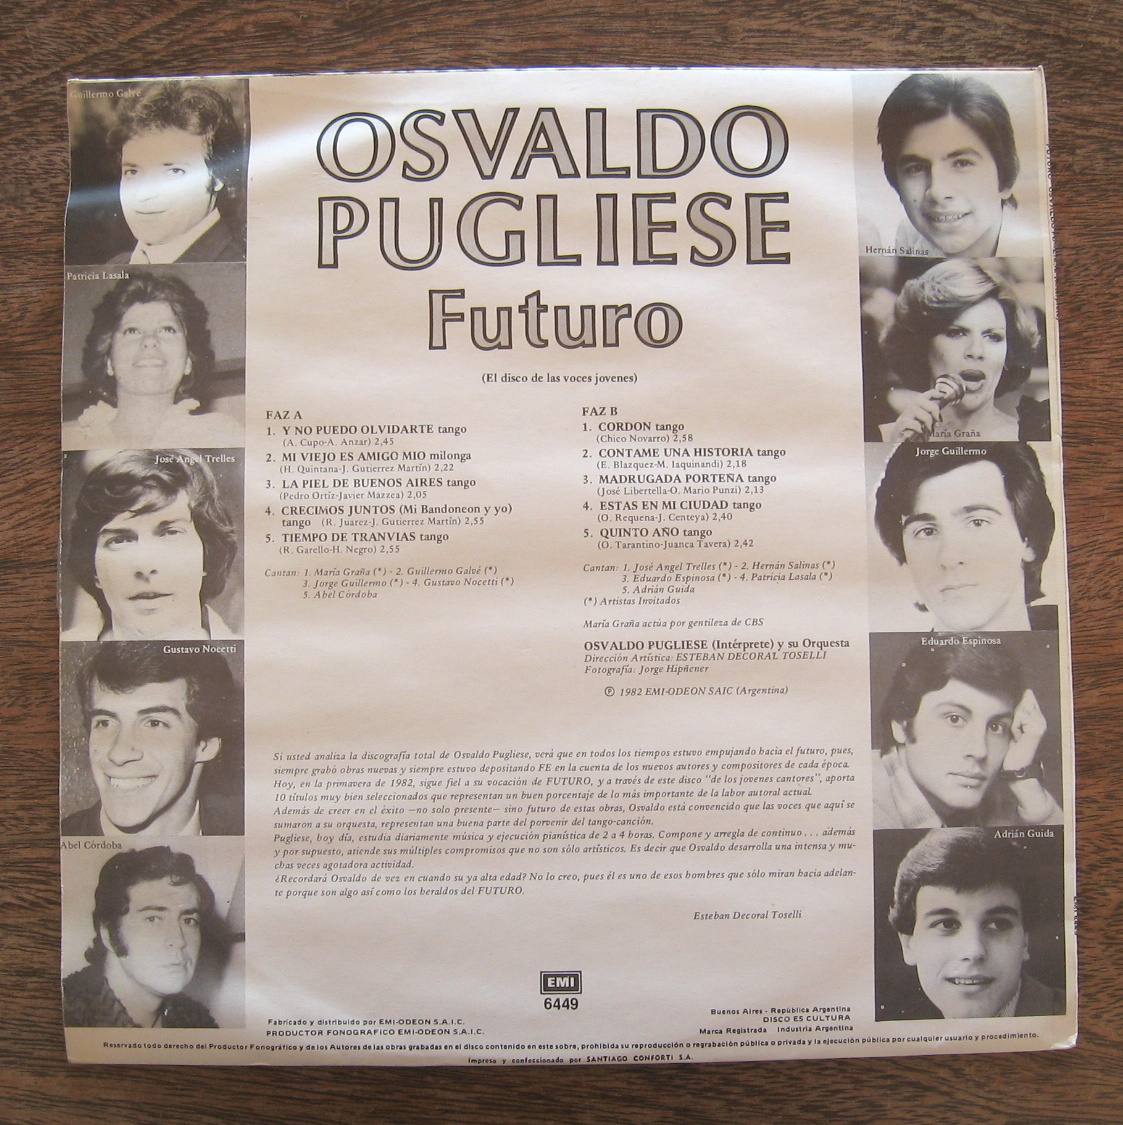 OSVALDO
PUGLIESE
Futuro
(El disco de las voces jovenes)
Guillermo Galvé
Patricia Lasala
José Angel Trelles
Gustavo Nocetti
Abel Córdoba
FAZ A
1. Y NO PUEDO OLVIDARTE tango
(A. Cupo-A. Anzar) 2,45
2. MI VIEJO ES AMIGO MIO milonga
(H. Quintana-J. Gutierrez Martín) 2,22
3. LA PIEL DE BUENOS AIRES tango
(Pedro Ortíz-Javier Mazzea) 2,05
4. CRECIMOS JUNTOS (Mi Bandoneon y yo)
tango (R. Juarez-J. Gutierrez Martín) 2,55
5. TIEMPO DE TRANVIAS tango
(R. Garello-H. Negro) 2,55
Cantan: 1. María Graña (*) - 2. Guillermo Galvé (*)
3. Jorge Guillermo (*) - 4. Gustavo Nocetti (*)
5. Abel Córdoba
FAZ B
1. CORDON tango
(Chico Novarro) 2,58
2. CONTAME UNA HISTORIA tango
(E. Blazquez-M. Iaquinandi) 2,18
3. MADRUGADA PORTEÑA tango
(José Libertella-O. Mario Punzi) 2,13
4. ESTAS EN MI CIUDAD tango
(O. Requena-J. Centeya) 2,40
5. QUINTO AÑO tango
(O. Tarantino-Juanca Tavera) 2,42
Cantan: 1. José Angel Trelles (*) - 2. Hernán Salinas (*)
3. Eduardo Espinosa (*) - 4. Patricia Lasala (*)
5. Adrián Guida
(*) Artistas Invitados
María Graña actúa por gentileza de CBS
OSVALDO PUGLIESE (Intérprete) y su Orquesta
Dirección Artística: ESTEBAN DECORAL TOSELLI
Fotografía: Jorge Hipñener
Ⓟ 1982 EMI-ODEON SAIC (Argentina)
Hernán Salinas
María Graña
Jorge Guillermo
Eduardo Espinosa
Adrián Guida
Si usted analiza la discografía total de Osvaldo Pugliese, verá que en todos los tiempos estuvo empujando hacia el futuro, pues,
siempre grabó obras nuevas y siempre estuvo depositando FE en la cuenta de los nuevos autores y compositores de cada época.
Hoy, en la primavera de 1982, sigue fiel a su vocación de FUTURO, y a través de este disco "de los jovenes cantores", aporta
10 títulos muy bien seleccionados que representan un buen porcentaje de lo más importante de la labor autoral actual.
Además de creer en el éxito —no solo presente— sino futuro de estas obras, Osvaldo está convencido que las voces que aquí se
sumaron a su orquesta, representan una buena parte del porvenir del tango-canción.
Pugliese, hoy día, estudia diariamente música y ejecución pianística de 2 a 4 horas. Compone y arregla de continuo . . . además
y por supuesto, atiende sus múltiples compromisos que no son sólo artísticos. Es decir que Osvaldo desarrolla una intensa y mu-
chas veces agotadora actividad.
¿Recordará Osvaldo de vez en cuando su ya alta edad? No lo creo, pues él es uno de esos hombres que sólo miran hacia adelan-
te porque son algo así como los heraldos del FUTURO.
Esteban Decoral Toselli
EMI
6449
Fabricado y distribuido por EMI-ODEON S.A.I.C.
PRODUCTOR FONOGRAFICO EMI-ODEON S.A.I.C.
Buenos Aires - República Argentina
DISCO ES CULTURA
Marca Registrada Industria Argentina
Reservado todo derecho del Productor Fonográfico y de los Autores de las obras grabadas en el disco contenido en este sobre, prohibida su reproducción o regrabación pública o privada y la ejecución pública por cualquier usuario y procedimiento.
Impreso y confeccionado por SANTIAGO CONFORTI S.A.